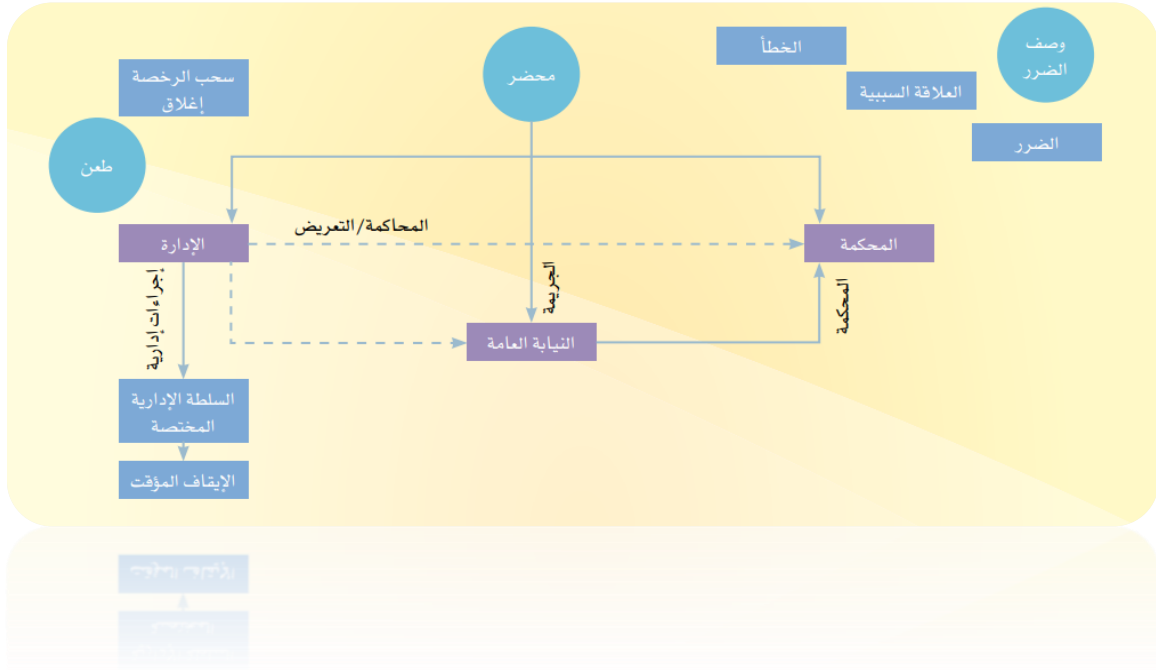 وصف
الضرر
الخطأ
العلاقة السببية
الضرر
محضر
سحب الرخصة
إغلاق
طعن
المحكمة
المحاكمة/التعريض
الإدارة
الجريمة
المحكمة
إجراءات إدارية
النيابة العامة
السلطة الإدارية
المختصة
الإيقاف المؤقت